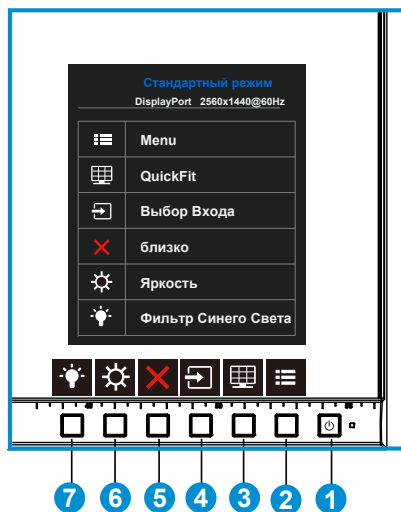 Стандартный режим
DisplayPort 2560x1440@60Hz
Menu
QuickFit
Выбор Входа
близко
Яркость
Фильтр Синего Света
7 6 5 4 3 2 1